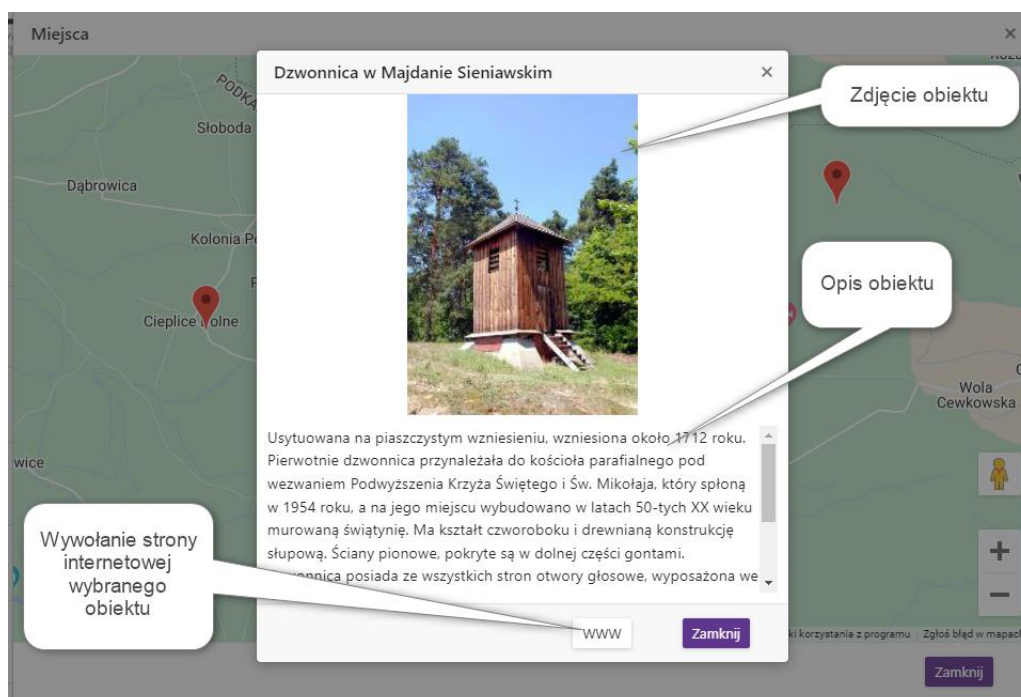 Miejsca
×
Dzwonnica w Majdanie Sieniawskim
×
Zdjęcie obiektu
Słoboda
Dąbrowica
Kolonia
Cieplice Dolne
Opis obiektu
Wola
Cewkowska
Usytuowana na piaszczystym wzniesieniu, wzniesiona około 1712 roku.
Pierwotnie dzwonnica przynależała do kościoła parafialnego pod
wezwaniem Podwyższenia Krzyża Świętego i Św. Mikołaja, który spłoną
w 1954 roku, a na jego miejscu wybudowano w latach 50-tych XX wieku
murowaną świątynię. Ma kształt czworoboku i drewnianą konstrukcję
słupową. Ściany pionowe, pokryte są w dolnej części gontami.
posiada ze wszystkich stron otwory głosowe, wyposażona we
Wywołanie strony
internetowej
wybranego
obiektu
WWW
Zamknij
korzystania z programu
Zgłoś błąd w mapach
Zamknij